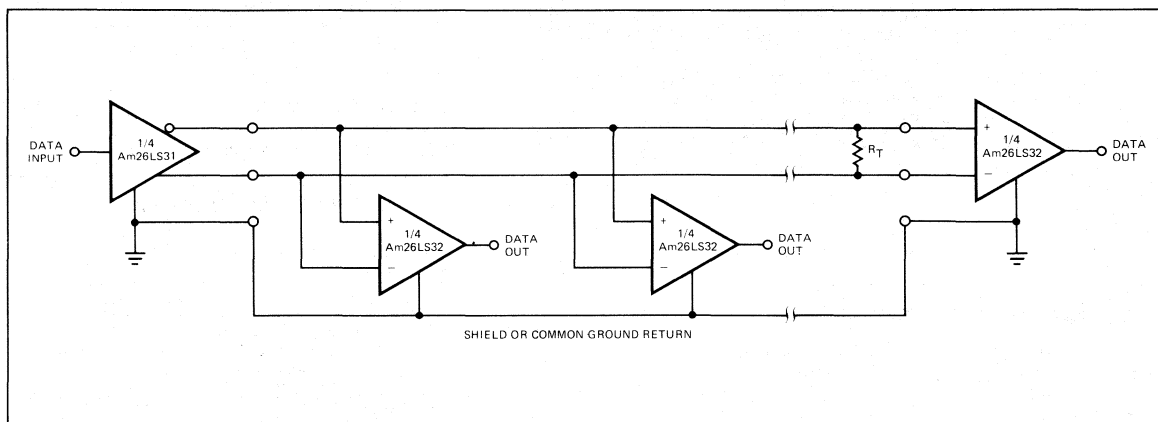 DATA
INPUT
1/4
Am26LS31
+
−
1/4
Am26LS32
DATA
OUT
+
−
1/4
Am26LS32
DATA
OUT
RT
+
−
1/4
Am26LS32
DATA
OUT
SHIELD OR COMMON GROUND RETURN